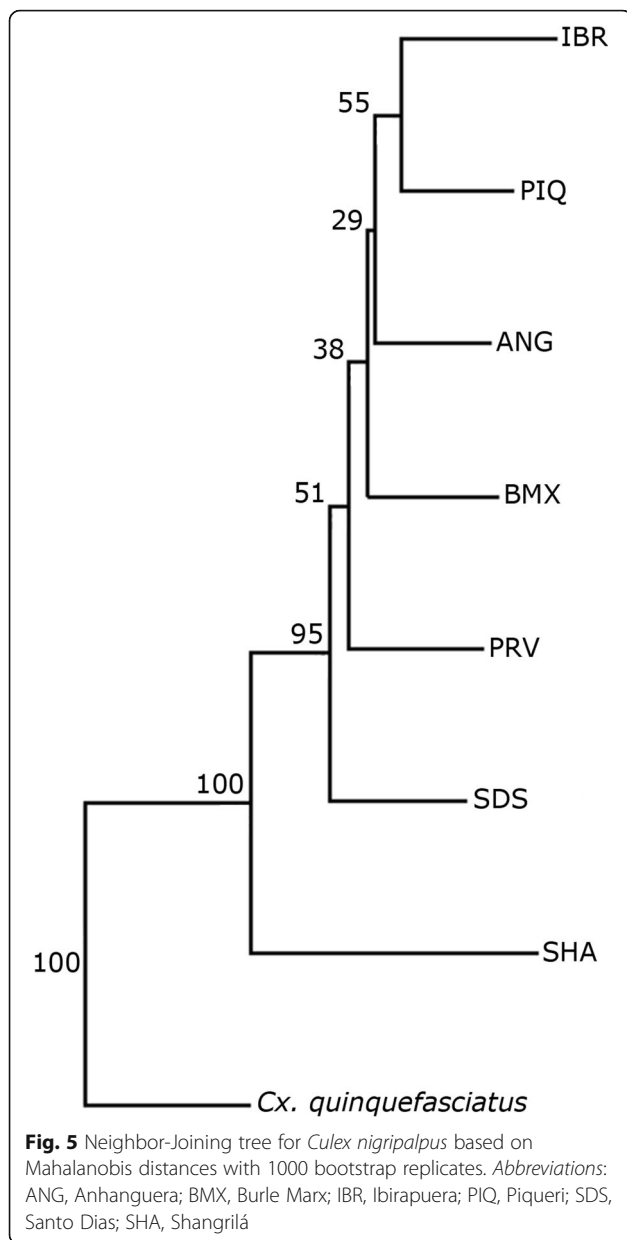 IBR
55
PIQ
29
ANG
38
BMX
51
PRV
95
SDS
100
SHA
100
Cx. quinquefasciatus
Fig. 5 Neighbor-Joining tree for Culex nigripalpus based on
Mahalanobis distances with 1000 bootstrap replicates. Abbreviations:
ANG, Anhanguera; BMX, Burle Marx; IBR, Ibirapuera; PIQ, Piqueri; SDS,
Santo Dias; SHA, Shangrilá